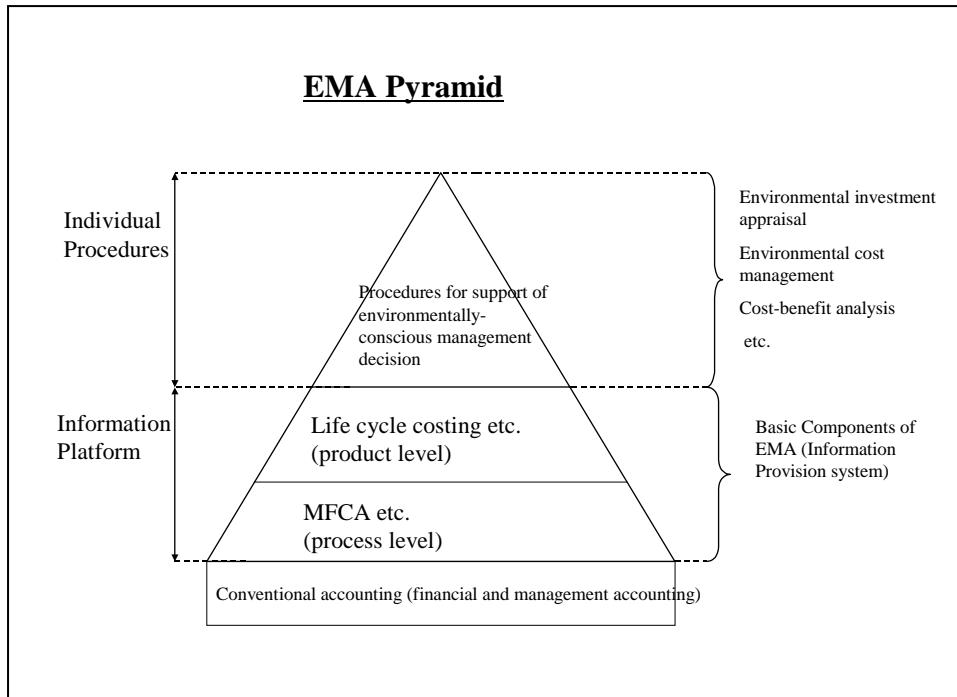 EMA Pyramid
Individual
Procedures
Procedures for support of
environmentally-
conscious management
decision
Environmental investment
appraisal
Environmental cost
management
Cost-benefit analysis
etc.
Information
Platform
Life cycle costing etc.
(product level)
MFCA etc.
(process level)
Basic Components of
EMA (Information
Provision system)
Conventional accounting (financial and management accounting)